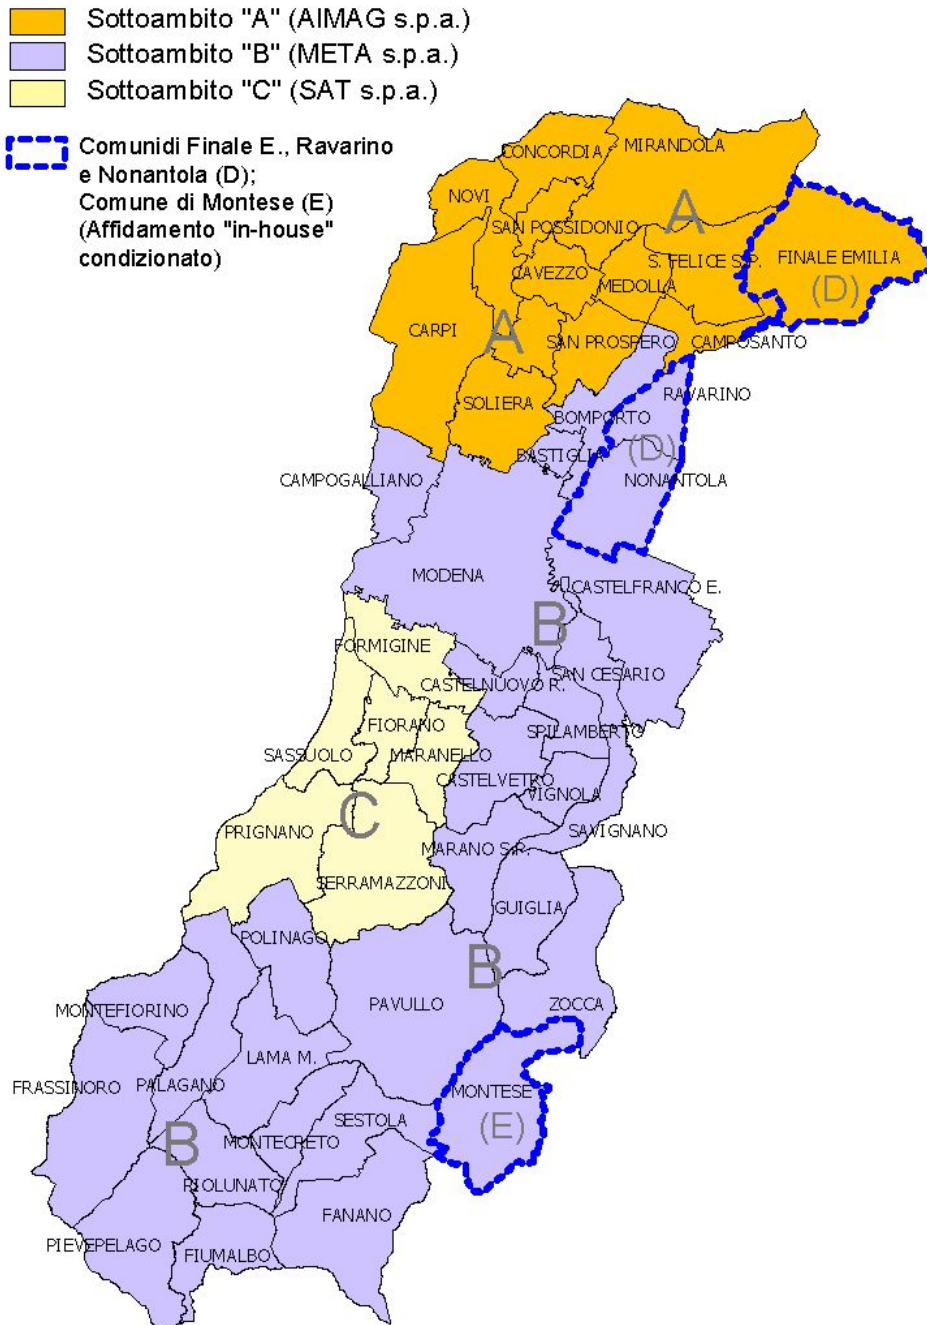 Sottoambito "A" (AIMAG s.p.a.)
Sottoambito "B" (META s.p.a.)
Sottoambito "C" (SAT s.p.a.)
Comunidi Finale E., Ravarino
e Nonantola (D);
Comune di Montese (E)
(Affidamento "in-house"
condizionato)
MIRANDOLA
CONCORDIA
NOVI
A
SAN POSSIDONIO
FINALE EMILIA
S. FELICE S.P.
CAVEZZO
MEDOLLA
(D)
CARPI
A
SAN PROSPERO
CAMPOSANTO
RAVARINO
SOLIERA
BOMPORTO
(D)
BASTIGLIA
CAMPOGALLIANO
NONANTOLA
MODENA
CASTELFRANCO E.
B
FORMIGINE
SAN CESARIO
CASTELNUOVO R.
FIORANO
SPILAMBERTO
SASSUOLO
MARANELLO
CASTELVETRO
VIGNOLA
C
PRIGNANO
SAVIGNANO
MARANO S.P.
SERRAMAZZONI
GUIGLIA
POLINAGO
B
PAVULLO
ZOCCA
MONTEFIORINO
LAMA M.
FRASSINORO
PALAGANO
MONTESE
SESTOLA
(E)
B
MONTECRETO
RIOLUNATO
FANANO
PIEVEPELAGO
FIUMALBO